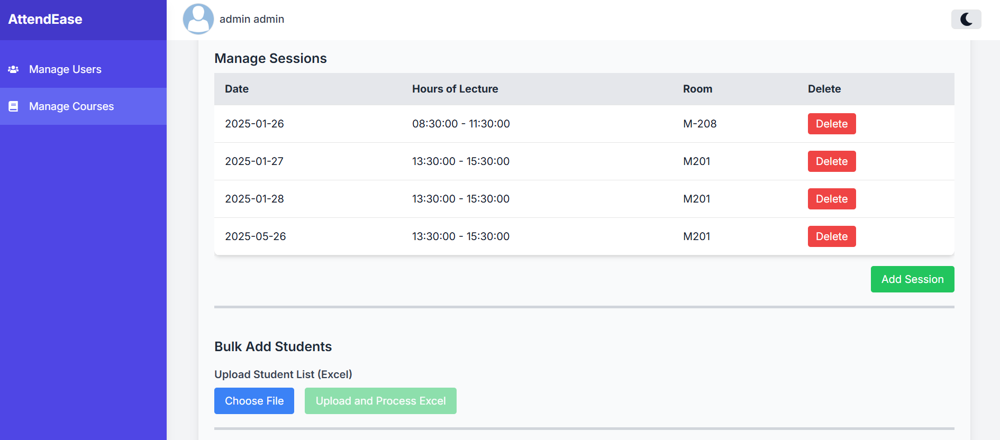 AttendEase
admin admin
Manage Users
Manage Courses
Manage Sessions
Date Hours of Lecture Room Delete
2025-01-26 08:30:00 - 11:30:00 M-208 Delete
2025-01-27 13:30:00 - 15:30:00 M201 Delete
2025-01-28 13:30:00 - 15:30:00 M201 Delete
2025-05-26 13:30:00 - 15:30:00 M201 Delete
Add Session
Bulk Add Students
Upload Student List (Excel)
Choose File Upload and Process Excel